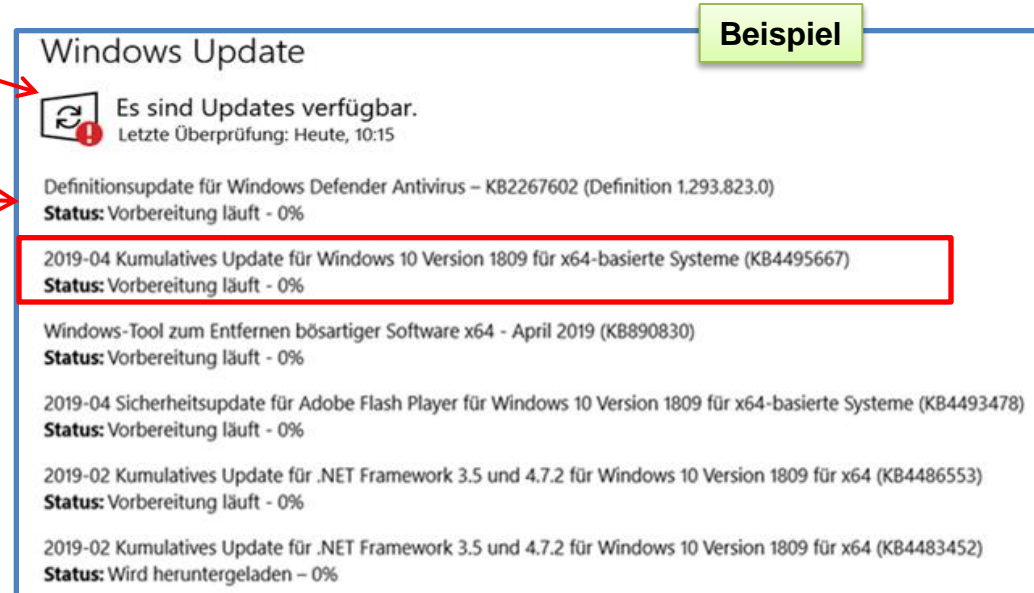 Beispiel
Windows Update
Es sind Updates verfügbar.
Letzte Überprüfung: Heute, 10:15
Definitionsupdate für Windows Defender Antivirus – KB2267602 (Definition 1.293.823.0)
Status: Vorbereitung läuft - 0%
2019-04 Kumulatives Update für Windows 10 Version 1809 für x64-basierte Systeme (KB4495667)
Status: Vorbereitung läuft - 0%
Windows-Tool zum Entfernen bösartiger Software x64 - April 2019 (KB890830)
Status: Vorbereitung läuft - 0%
2019-04 Sicherheitsupdate für Adobe Flash Player für Windows 10 Version 1809 für x64-basierte Systeme (KB4493478)
Status: Vorbereitung läuft - 0%
2019-02 Kumulatives Update für .NET Framework 3.5 und 4.7.2 für Windows 10 Version 1809 für x64 (KB4486553)
Status: Vorbereitung läuft - 0%
2019-02 Kumulatives Update für .NET Framework 3.5 und 4.7.2 für Windows 10 Version 1809 für x64 (KB4483452)
Status: Wird heruntergeladen – 0%